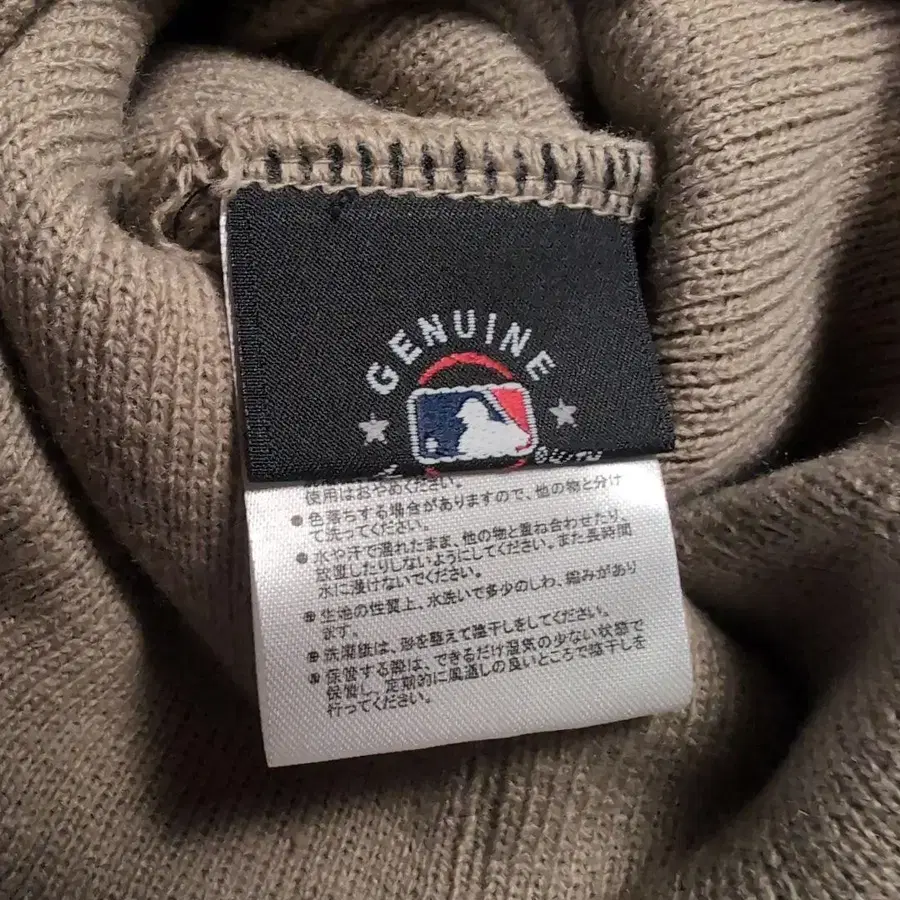 GENUINE
使用はおやめください。
● 色落ちする場合がありますので、他の物と分け
て洗ってください。
● 水や汗で濡れたまま、他の物と重ね合わせたり、
放置したりしないようにしてください。また長時間
水に浸けないでください。
● 生地の性質上、水洗いで多少のしわ、縮みがあり
ます。
● 洗濯後は、形を整えて陰干しをしてください。
● 保管する際は、できるだけ湿気の少ない状態で
保管し、定期的に風通しの良いところで陰干しを
行ってください。